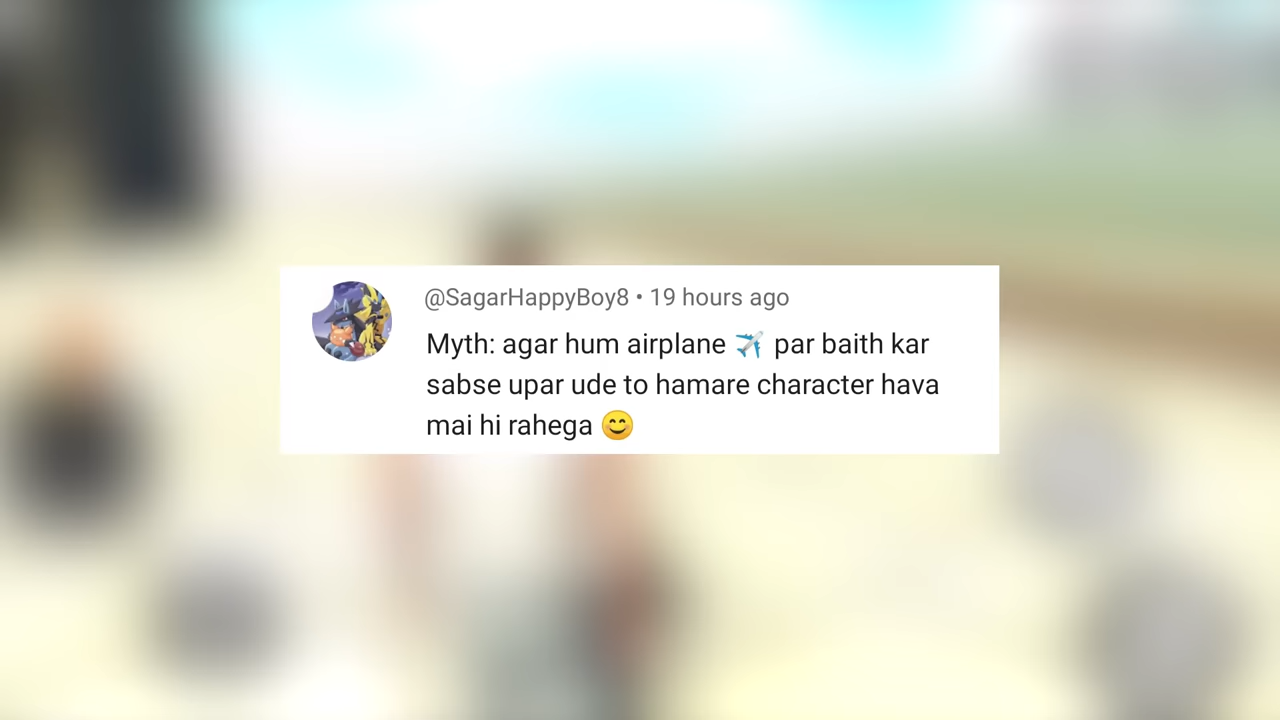 @SagarHappyBoy8 • 19 hours ago
Myth: agar hum airplane ✈️ par baith kar
sabse upar ude to hamare character hava
mai hi rahega 😊